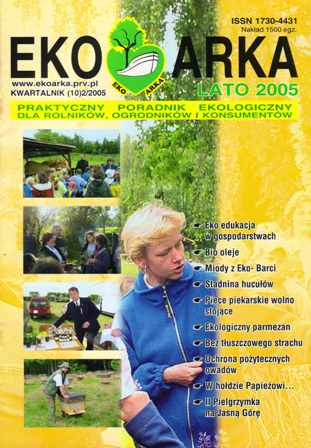 ISSN 1730-4431
Nakład 1500 egz.
EKO ARKA
EKO ARKA
www.ekoarka.prv.pl
KWARTALNIK (10)2/2005
LATO 2005
PRAKTYCZNY PORADNIK EKOLOGICZNY
DLA ROLNIKÓW, OGRODNIKÓW I KONSUMENTÓW
Eko edukacja
w gospodarstwach
Bio oleje
Miody z Eko- Barci
Stadnina hucułów
Piece piekarskie wolno
stojące
Ekologiczny parmezan
Bez tłuszczowego strachu
Ochrona pożytecznych
owadów
W hołdzie Papieżowi...
II Pielgrzymka
na Jasną Górę